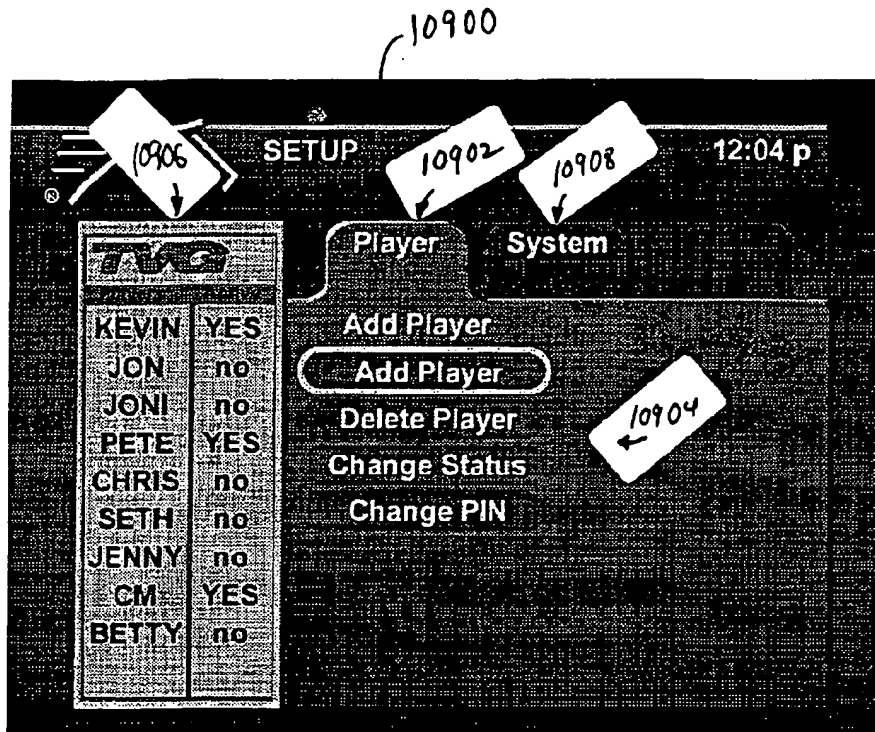 10900
10906
SETUP
10902
10908
12:04 p
Player
System
KEVIN YES
JON no
JONI no
PETE YES
CHRIS no
SETH no
JENNY no
CM YES
BETTY no
Add Player
Add Player
Delete Player
Change Status
Change PIN
10904